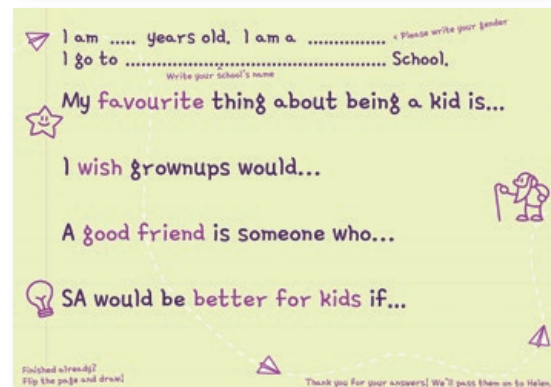 I am ..... years old. I am a ............... < Please write your gender
I go to .................................................. School.
Write your school's name
My favourite thing about being a kid is...
I wish grownups would...
A good friend is someone who...
SA would be better for kids if...
Finished already?
Flip the page and draw!
Thank you for your answers! We'll pass them on to Helen